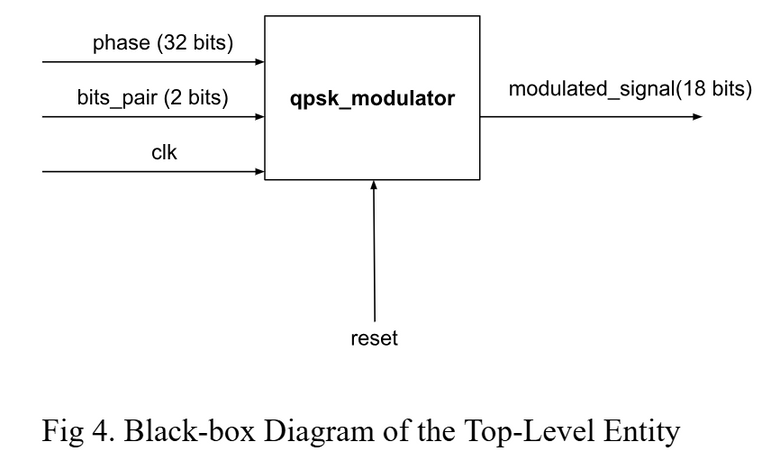 phase (32 bits)
bits_pair (2 bits)
clk
qpsk_modulator
modulated_signal(18 bits)
reset
Fig 4. Black-box Diagram of the Top-Level Entity